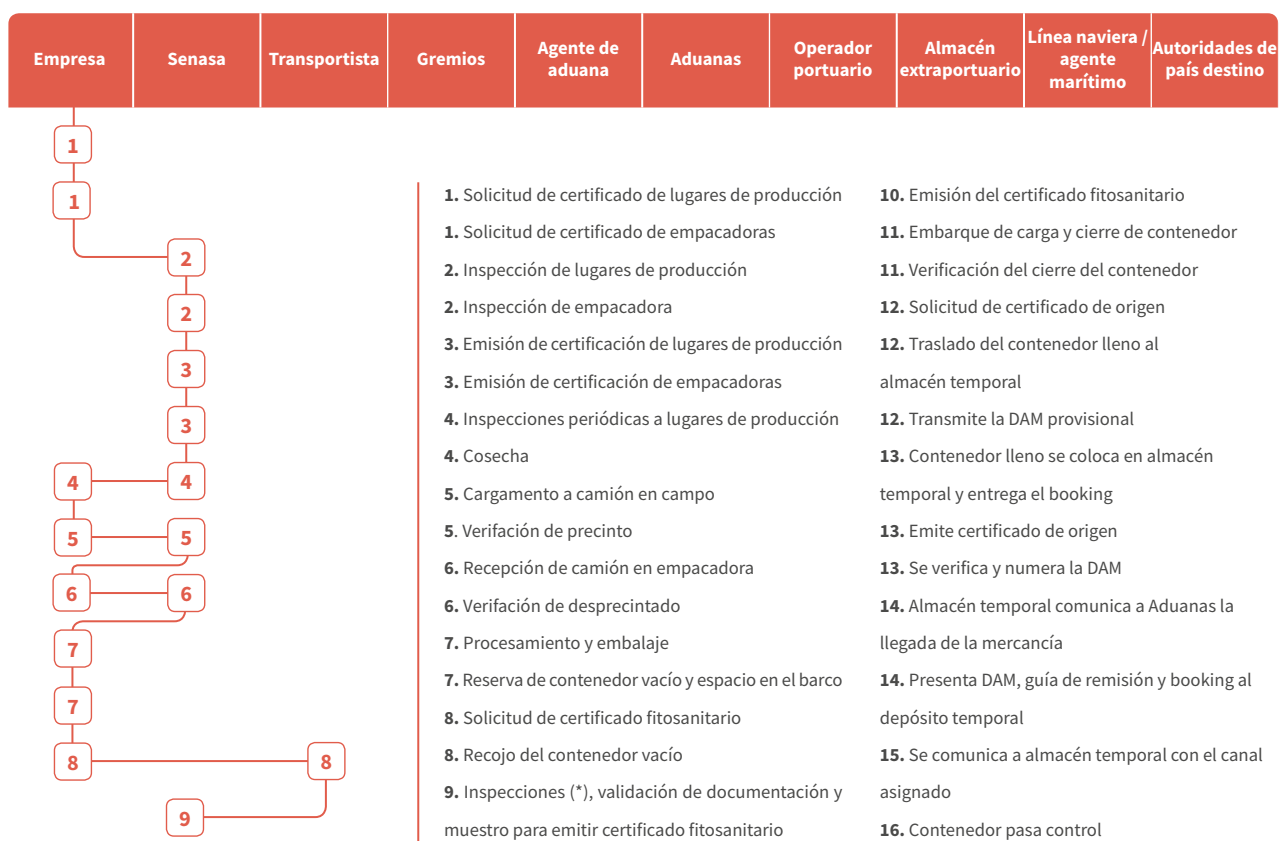 Empresa
Senasa
Transportista
Gremios
Agente de
aduana
Aduanas
Operador
portuario
Almacén
extraportuario
Línea naviera /
agente
marítimo
Autoridades de
país destino
1
1
2
2
3
3
4
4
5
5
6
6
7
7
8
8
9
1. Solicitud de certificado de lugares de producción
1. Solicitud de certificado de empacadoras
2. Inspección de lugares de producción
2. Inspección de empacadora
3. Emisión de certificación de lugares de producción
3. Emisión de certificación de empacadoras
4. Inspecciones periódicas a lugares de producción
4. Cosecha
5. Cargamento a camión en campo
5. Verifación de precinto
6. Recepción de camión en empacadora
6. Verifación de desprecintado
7. Procesamiento y embalaje
7. Reserva de contenedor vacío y espacio en el barco
8. Solicitud de certificado fitosanitario
8. Recojo del contenedor vacío
9. Inspecciones (*), validación de documentación y
muestro para emitir certificado fitosanitario
10. Emisión del certificado fitosanitario
11. Embarque de carga y cierre de contenedor
11. Verificación del cierre del contenedor
12. Solicitud de certificado de origen
12. Traslado del contenedor lleno al
almacén temporal
12. Transmite la DAM provisional
13. Contenedor lleno se coloca en almacén
temporal y entrega el booking
13. Emite certificado de origen
13. Se verifica y numera la DAM
14. Almacén temporal comunica a Aduanas la
llegada de la mercancía
14. Presenta DAM, guía de remisión y booking al
depósito temporal
15. Se comunica a almacén temporal con el canal
asignado
16. Contenedor pasa control